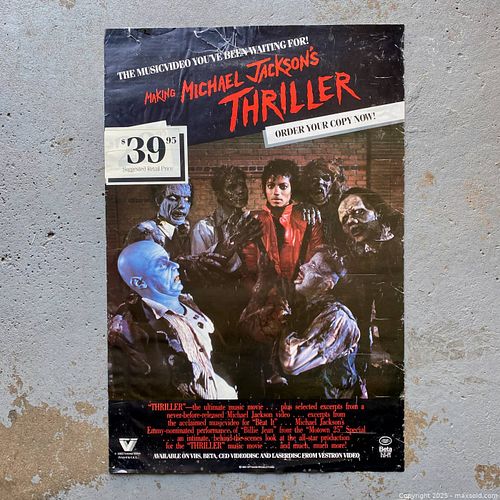 THE MUSICVIDEO YOU'VE BEEN WAITING FOR!
MAKING MICHAEL JACKSON'S
THRILLER
ORDER YOUR COPY NOW!
$39.95
Suggested Retail Price
"THRILLER"—the ultimate music movie . . . plus selected excerpts from a
never-before-released Michael Jackson video . . . excerpts from
the acclaimed musicvideo for "Beat It" . . . Michael Jackson's
Emmy-nominated performance of "Billie Jean" from the "Motown 25" Special . . .
an intimate, behind-the-scenes look at the all-star production
for the "THRILLER" music movie . . . and much, much more!
AVAILABLE ON VHS, BETA, CED VIDEODISC AND LASERDISC FROM VESTRON VIDEO
V
Beta
hi-fi
Copyright 2025 - maxsold.com